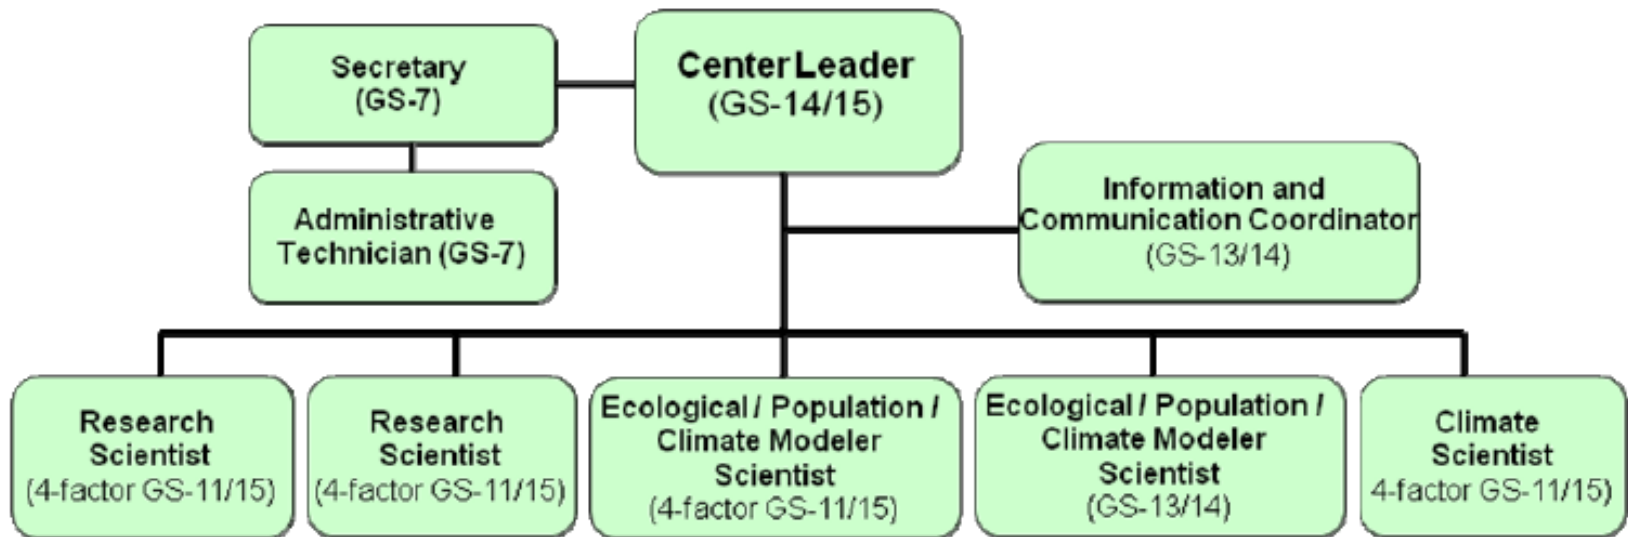 Secretary
(GS-7)
Center Leader
(GS-14/15)
Administrative
Technician (GS-7)
Information and
Communication Coordinator
(GS-13/14)
Research
Scientist
(4-factor GS-11/15)
Research
Scientist
(4-factor GS-11/15)
Ecological / Population /
Climate Modeler
Scientist
(4-factor GS-11/15)
Ecological / Population /
Climate Modeler
Scientist
(GS-13/14)
Climate
Scientist
4-factor GS-11/15)